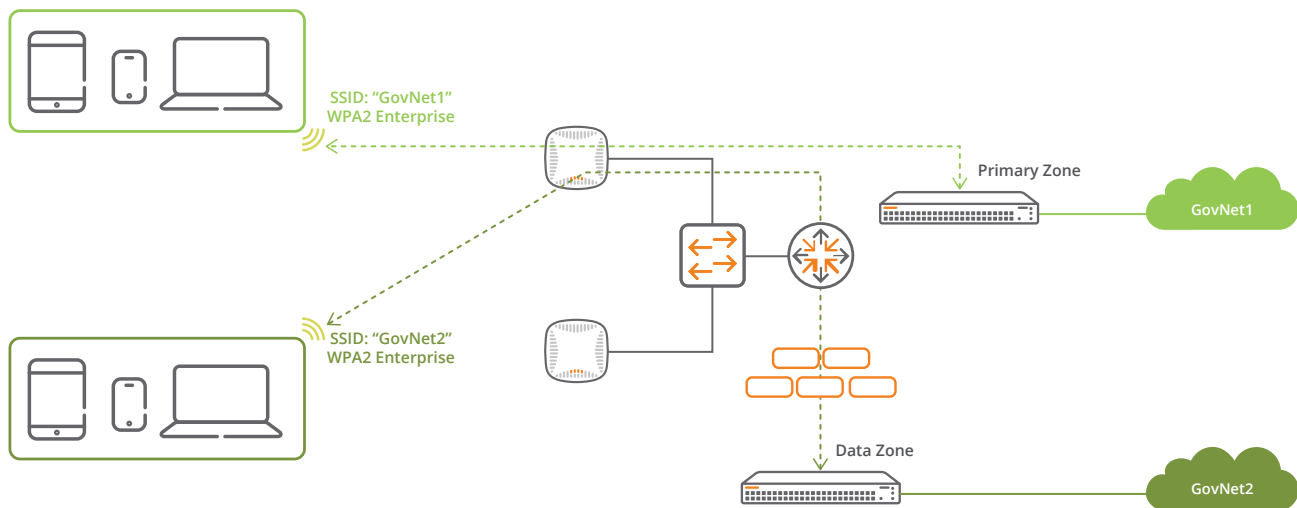 SSID: “GovNet1”
WPA2 Enterprise
Primary Zone
GovNet1
SSID: “GovNet2”
WPA2 Enterprise
Data Zone
GovNet2